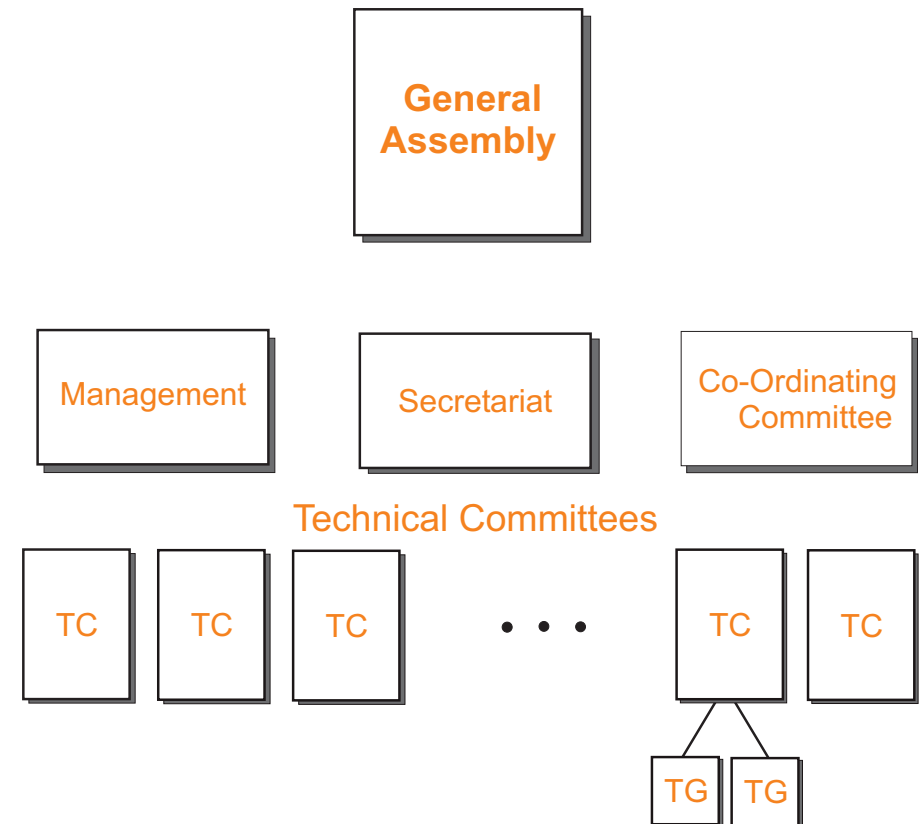 General
Assembly
Management
Secretariat
Co-Ordinating
Committee
Technical Committees
TC
TC
TC
TC
TC
TG
TG